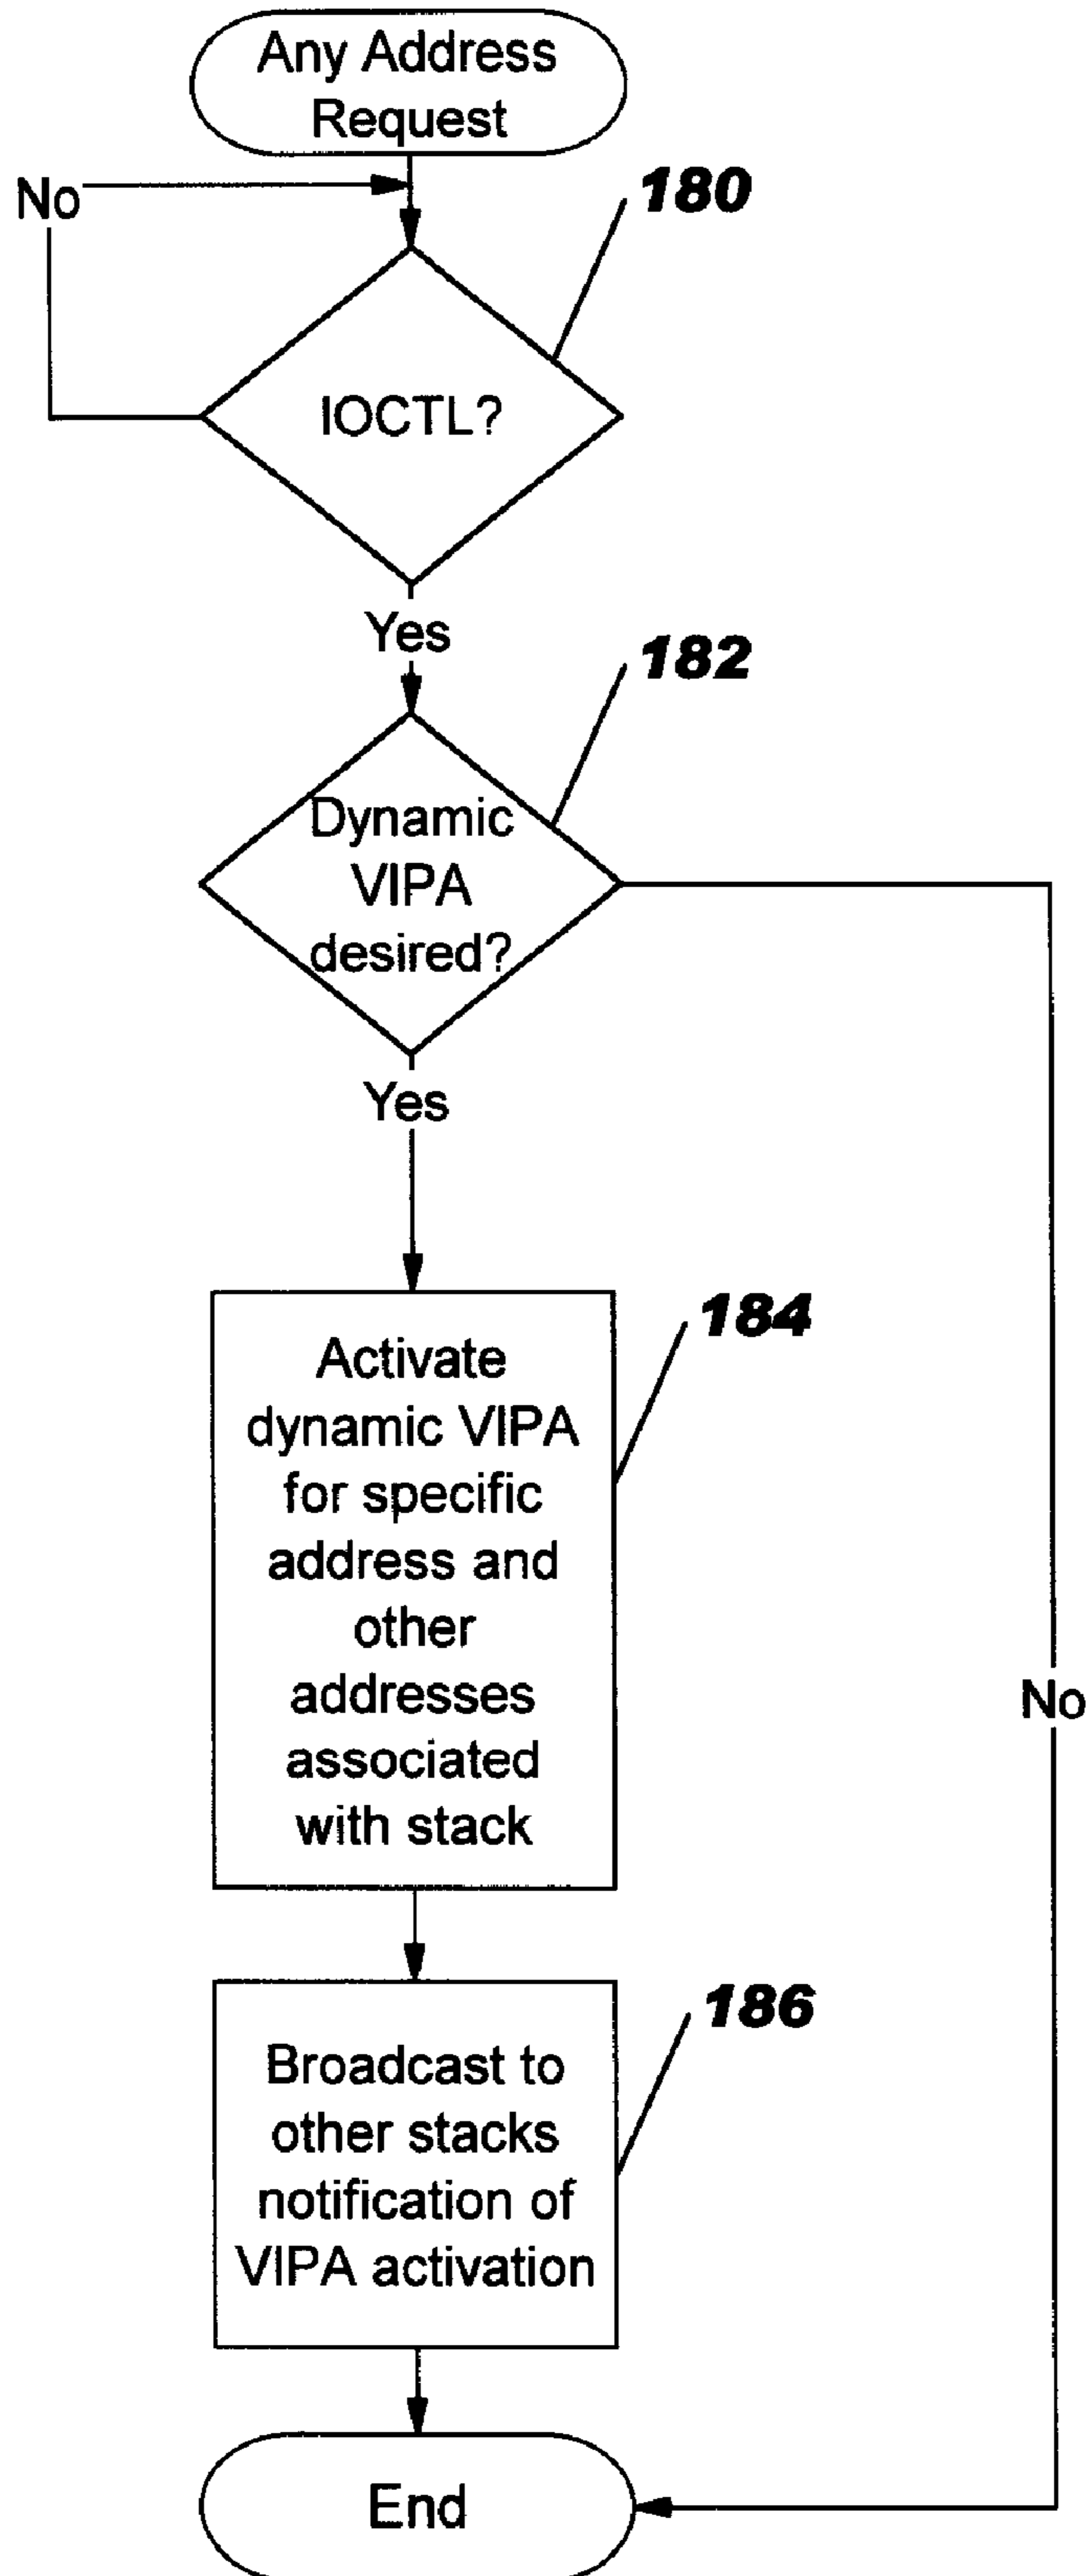 Any Address
Request
No
180
IOCTL?
Yes
182
Dynamic
VIPA
desired?
Yes
184
Activate
dynamic VIPA
for specific
address and
other
addresses
associated
with stack
No
186
Broadcast to
other stacks
notification of
VIPA activation
End